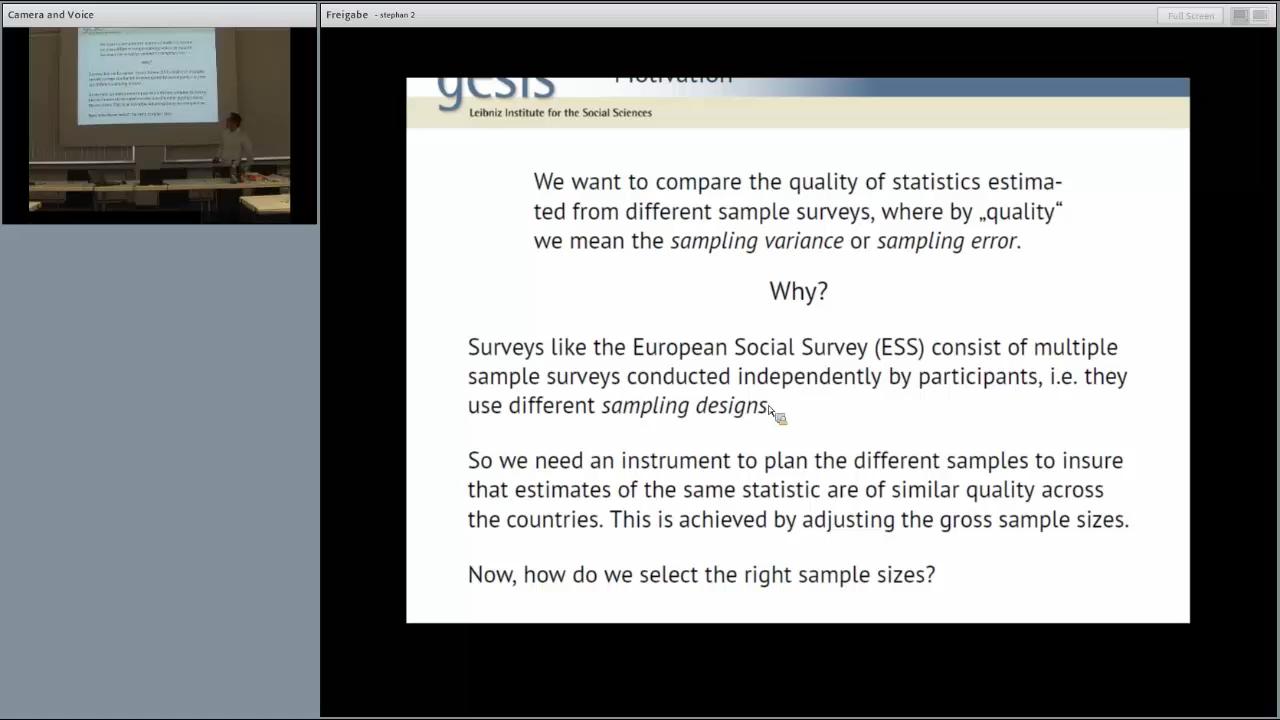 Camera and Voice
Freigabe - stephan 2
Full Screen
gesis
Motivation
Leibniz Institute for the Social Sciences
We want to compare the quality of statistics estima-
ted from different sample surveys, where by „quality“
we mean the sampling variance or sampling error.
Why?
Surveys like the European Social Survey (ESS) consist of multiple
sample surveys conducted independently by participants, i.e. they
use different sampling designs.
So we need an instrument to plan the different samples to insure
that estimates of the same statistic are of similar quality across
the countries. This is achieved by adjusting the gross sample sizes.
Now, how do we select the right sample sizes?